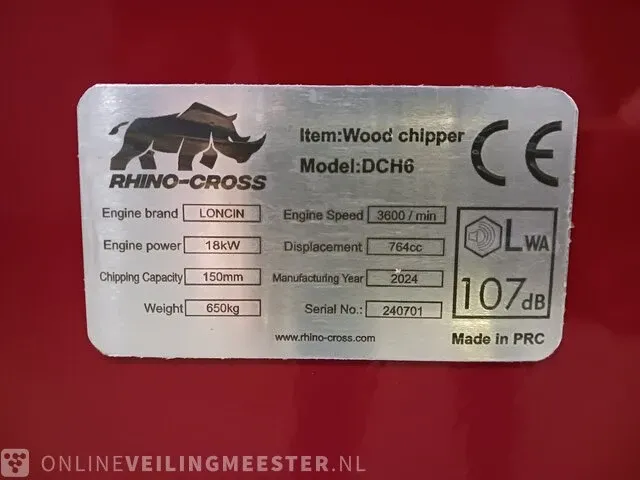 Item:Wood chipper
Model:DCH6
CE
RHINO-CROSS
Engine brand LONCIN Engine Speed 3600 / min
Engine power 18kW Displacement 764cc
Chipping Capacity 150mm Manufacturing Year 2024
Weight 650kg Serial No.: 240701
LWA
107dB
www.rhino-cross.com
Made in PRC
ONLINEVEILINGMEESTER.NL